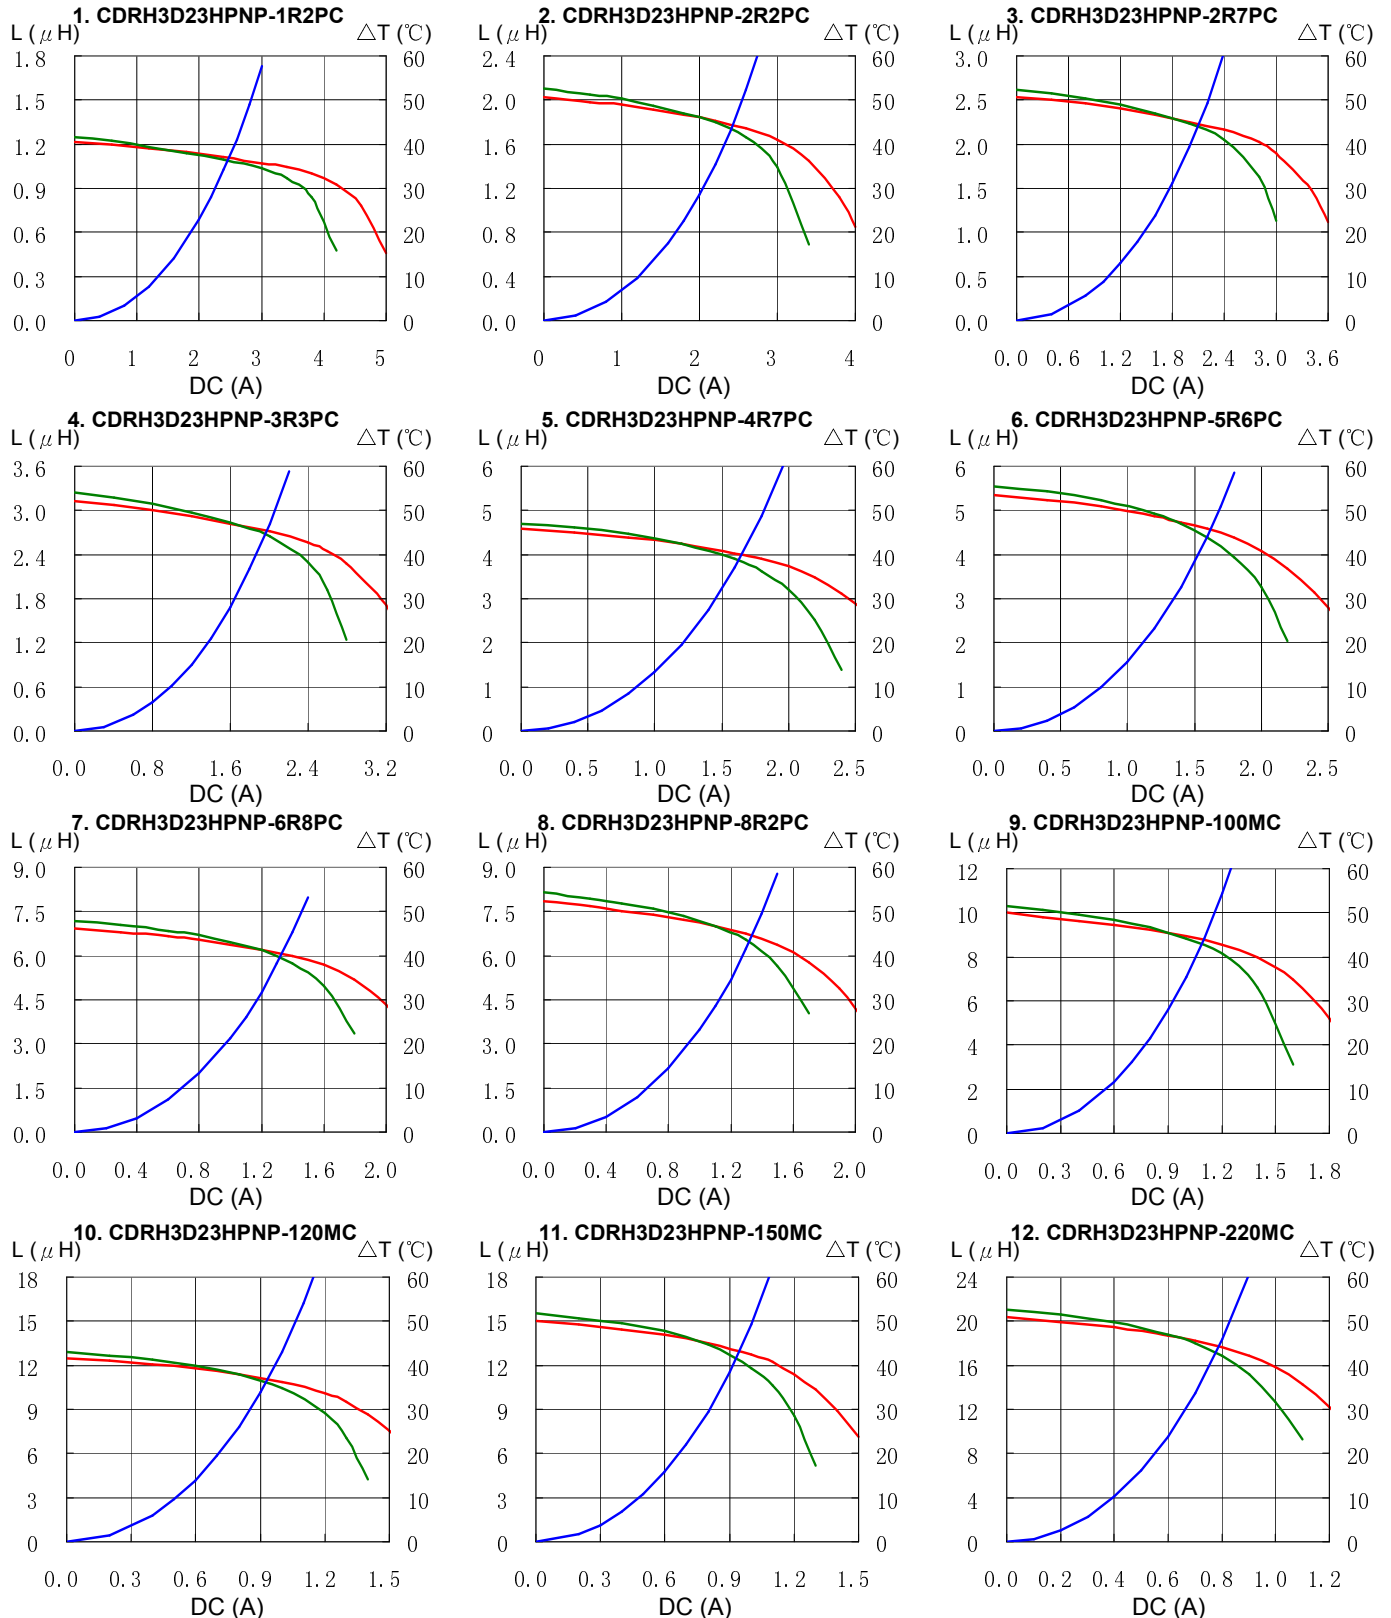 1. CDRH3D23HPNP-1R2PC
L (μ H)
△T (℃)
1.8
1.5
1.2
0.9
0.6
0.3
0.0
60
50
40
30
20
10
0
0 1 2 3 4 5
DC (A)
2. CDRH3D23HPNP-2R2PC
L (μ H)
△T (℃)
2.4
2.0
1.6
1.2
0.8
0.4
0.0
60
50
40
30
20
10
0
0 1 2 3 4
DC (A)
3. CDRH3D23HPNP-2R7PC
L (μ H)
△T (℃)
3.0
2.5
2.0
1.5
1.0
0.5
0.0
60
50
40
30
20
10
0
0.0 0.6 1.2 1.8 2.4 3.0 3.6
DC (A)
4. CDRH3D23HPNP-3R3PC
L (μ H)
△T (℃)
3.6
3.0
2.4
1.8
1.2
0.6
0.0
60
50
40
30
20
10
0
0.0 0.8 1.6 2.4 3.2
DC (A)
5. CDRH3D23HPNP-4R7PC
L (μ H)
△T (℃)
6
5
4
3
2
1
0
60
50
40
30
20
10
0
0.0 0.5 1.0 1.5 2.0 2.5
DC (A)
6. CDRH3D23HPNP-5R6PC
L (μ H)
△T (℃)
6
5
4
3
2
1
0
60
50
40
30
20
10
0
0.0 0.5 1.0 1.5 2.0 2.5
DC (A)
7. CDRH3D23HPNP-6R8PC
L (μ H)
△T (℃)
9.0
7.5
6.0
4.5
3.0
1.5
0.0
60
50
40
30
20
10
0
0.0 0.4 0.8 1.2 1.6 2.0
DC (A)
8. CDRH3D23HPNP-8R2PC
L (μ H)
△T (℃)
9.0
7.5
6.0
4.5
3.0
1.5
0.0
60
50
40
30
20
10
0
0.0 0.4 0.8 1.2 1.6 2.0
DC (A)
9. CDRH3D23HPNP-100MC
L (μ H)
△T (℃)
12
10
8
6
4
2
0
60
50
40
30
20
10
0
0.0 0.3 0.6 0.9 1.2 1.5 1.8
DC (A)
10. CDRH3D23HPNP-120MC
L (μ H)
△T (℃)
18
15
12
9
6
3
0
60
50
40
30
20
10
0
0.0 0.3 0.6 0.9 1.2 1.5
DC (A)
11. CDRH3D23HPNP-150MC
L (μ H)
△T (℃)
18
15
12
9
6
3
0
60
50
40
30
20
10
0
0.0 0.3 0.6 0.9 1.2 1.5
DC (A)
12. CDRH3D23HPNP-220MC
L (μ H)
△T (℃)
24
20
16
12
8
4
0
60
50
40
30
20
10
0
0.0 0.2 0.4 0.6 0.8 1.0 1.2
DC (A)